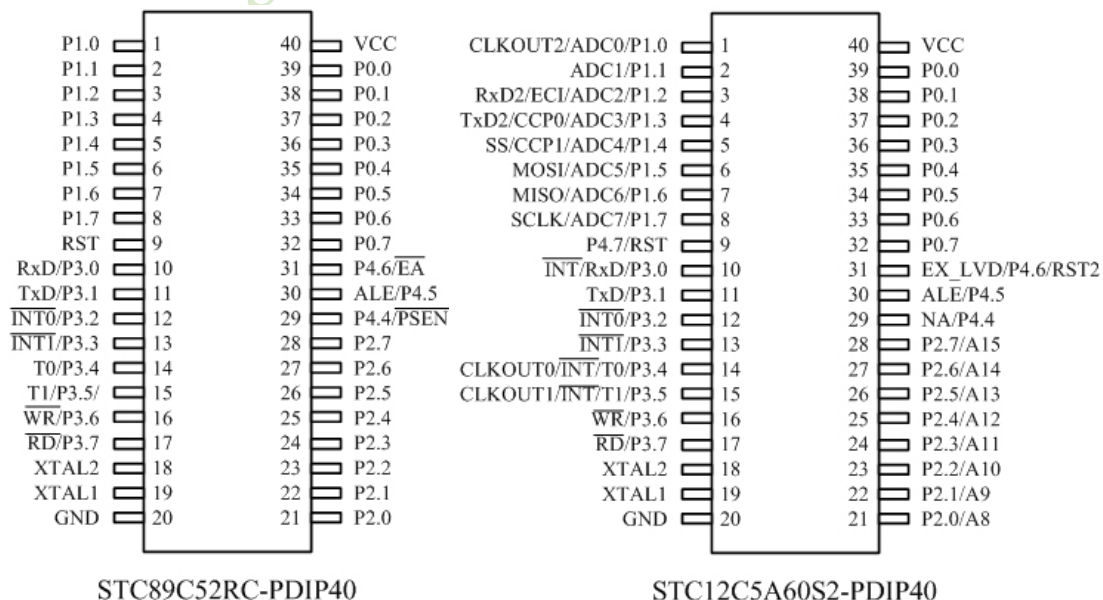 P1.0 1 40 VCC
P1.1 2 39 P0.0
P1.2 3 38 P0.1
P1.3 4 37 P0.2
P1.4 5 36 P0.3
P1.5 6 35 P0.4
P1.6 7 34 P0.5
P1.7 8 33 P0.6
RST 9 32 P0.7
RxD/P3.0 10 31 P4.6/EA
TxD/P3.1 11 30 ALE/P4.5
INT0/P3.2 12 29 P4.4/PSEN
INT1/P3.3 13 28 P2.7
T0/P3.4 14 27 P2.6
T1/P3.5/ 15 26 P2.5
WR/P3.6 16 25 P2.4
RD/P3.7 17 24 P2.3
XTAL2 18 23 P2.2
XTAL1 19 22 P2.1
GND 20 21 P2.0
STC89C52RC-PDIP40
CLKOUT2/ADC0/P1.0 1 40 VCC
ADC1/P1.1 2 39 P0.0
RxD2/ECI/ADC2/P1.2 3 38 P0.1
TxD2/CCP0/ADC3/P1.3 4 37 P0.2
SS/CCP1/ADC4/P1.4 5 36 P0.3
MOSI/ADC5/P1.5 6 35 P0.4
MISO/ADC6/P1.6 7 34 P0.5
SCLK/ADC7/P1.7 8 33 P0.6
P4.7/RST 9 32 P0.7
INT/RxD/P3.0 10 31 EX_LVD/P4.6/RST2
TxD/P3.1 11 30 ALE/P4.5
INT0/P3.2 12 29 NA/P4.4
INT1/P3.3 13 28 P2.7/A15
CLKOUT0/INT/T0/P3.4 14 27 P2.6/A14
CLKOUT1/INT/T1/P3.5 15 26 P2.5/A13
WR/P3.6 16 25 P2.4/A12
RD/P3.7 17 24 P2.3/A11
XTAL2 18 23 P2.2/A10
XTAL1 19 22 P2.1/A9
GND 20 21 P2.0/A8
STC12C5A60S2-PDIP40